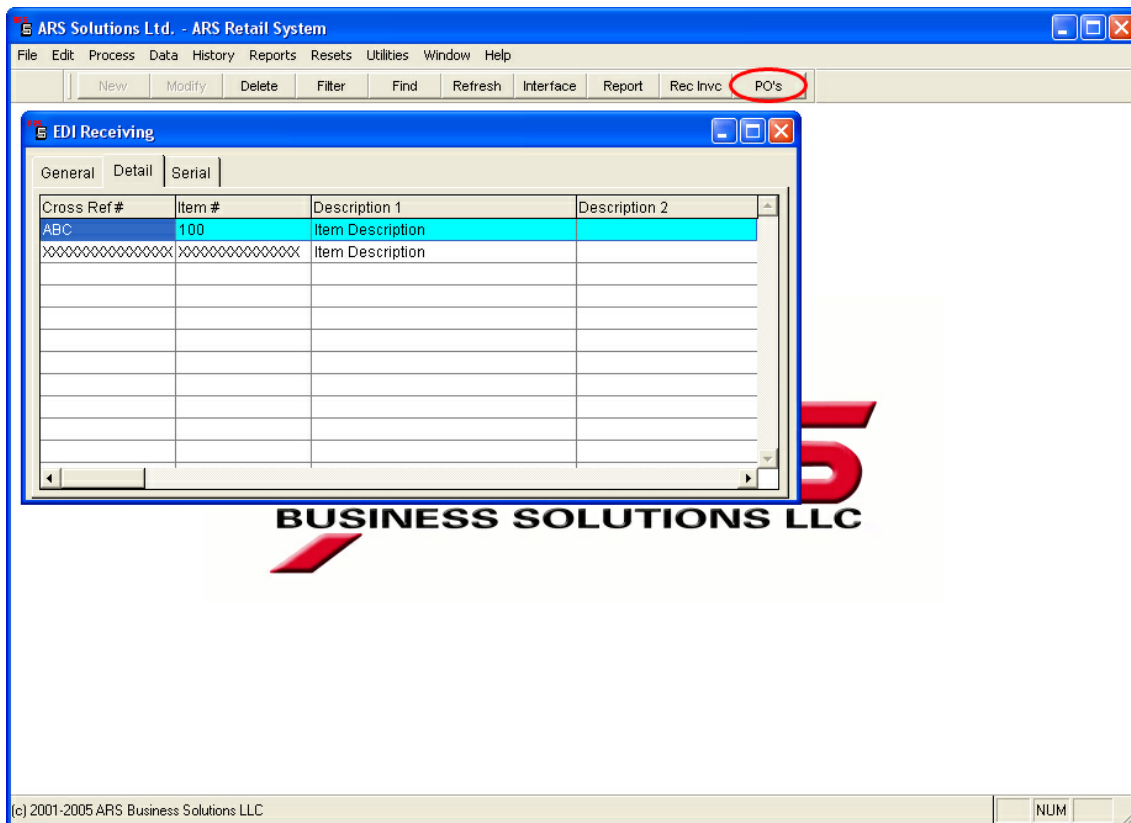 ARS Solutions Ltd. - ARS Retail System
File Edit Process Data History Reports Resets Utilities Window Help
New Modify Delete Filter Find Refresh Interface Report Rec Invc PO's
EDI Receiving
General Detail Serial
Cross Ref# Item # Description 1 Description 2
ABC 100 Item Description
XXXXXXXXXXXXXXX XXXXXXXXXXXXXX Item Description
BUSINESS SOLUTIONS LLC
(c) 2001-2005 ARS Business Solutions LLC NUM